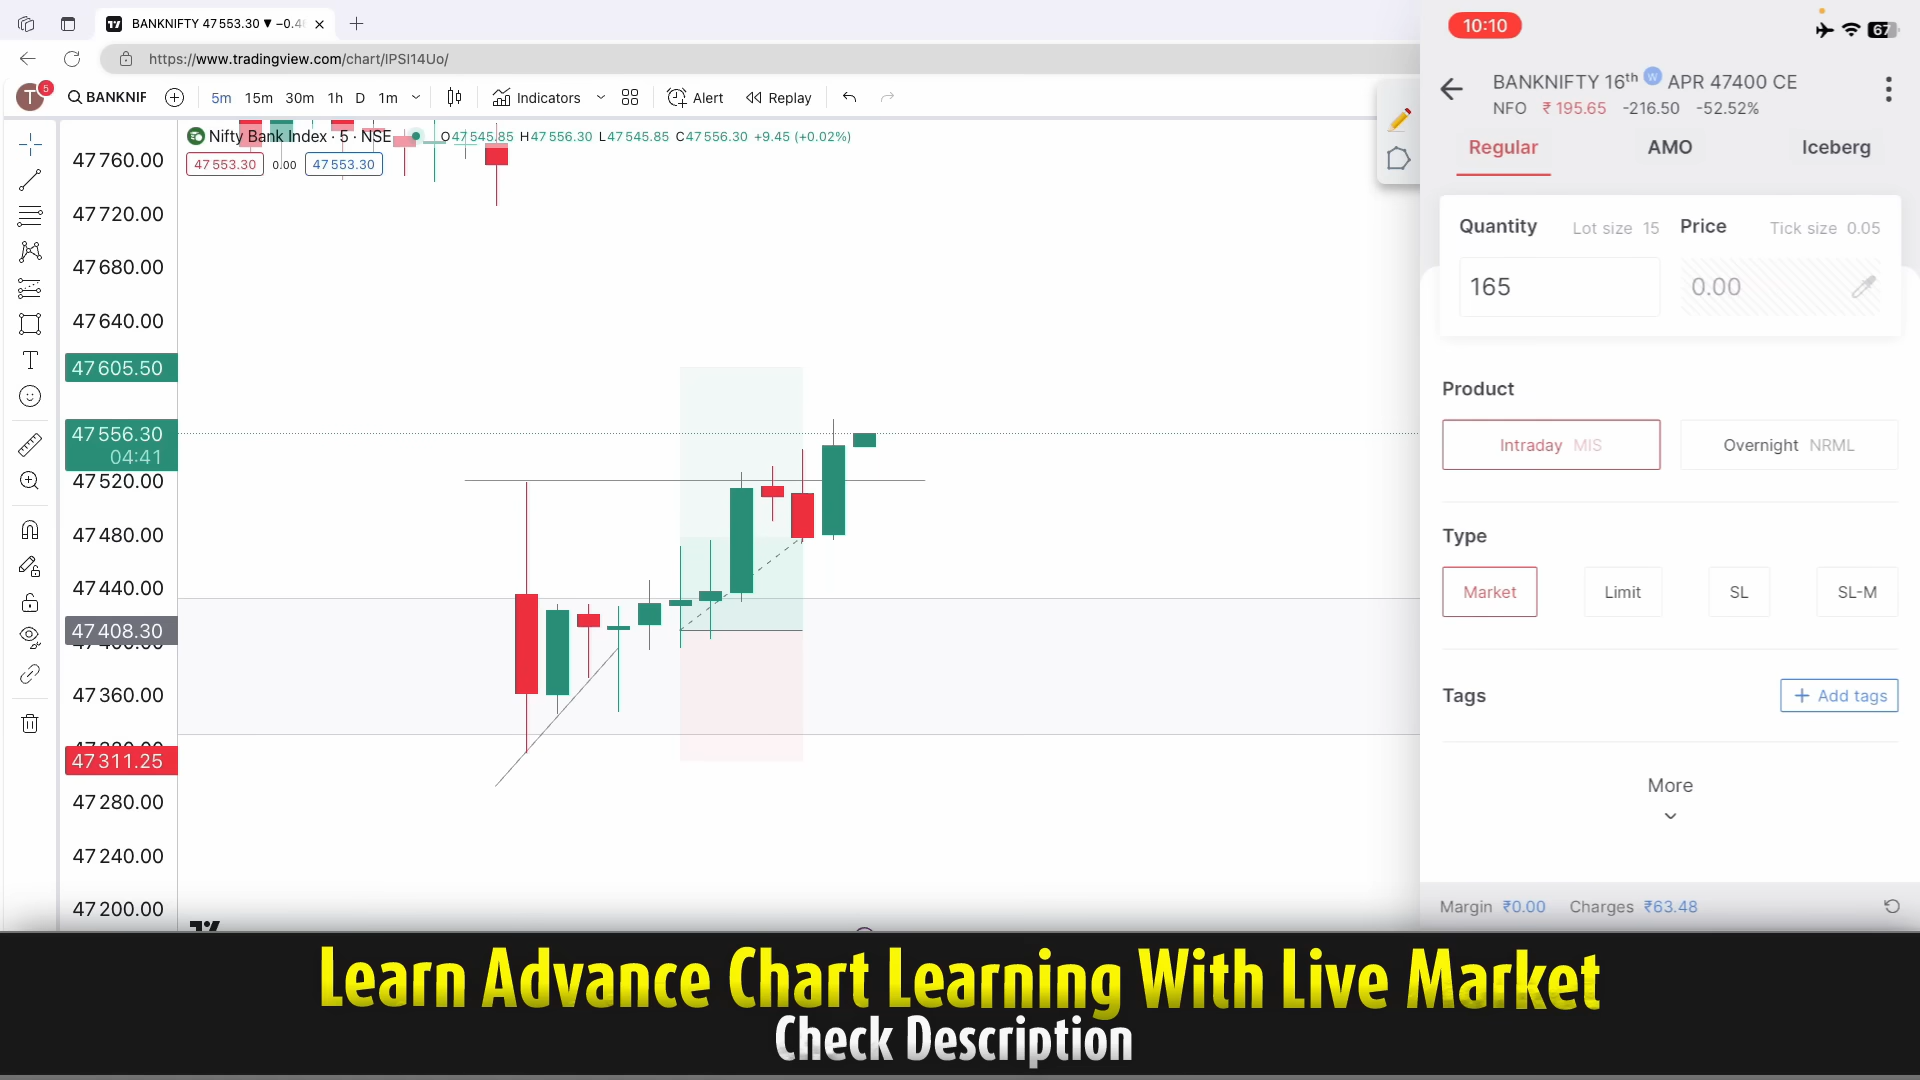 BANKNIFTY 47 553.30 ▼ −0.4
https://www.tradingview.com/chart/IPSI14Uo/
T 5 BANKNIF 5m 15m 30m 1h D 1m Indicators Alert Replay
Nifty Bank Index · 5 · NSE O47 545.85 H47 556.30 L47 545.85 C47 556.30 +9.45 (+0.02%)
47 553.30 0.00 47 553.30
47 760.00
47 720.00
47 680.00
47 640.00
47 605.50
47 556.30
04:41
47 520.00
47 480.00
47 440.00
47 408.30
47 360.00
47 311.25
47 280.00
47 240.00
47 200.00
10:10 67
BANKNIFTY 16th W APR 47400 CE
NFO ₹ 195.65 -216.50 -52.52%
Regular AMO Iceberg
Quantity Lot size 15 Price Tick size 0.05
165 0.00
Product
Intraday MIS Overnight NRML
Type
Market Limit SL SL-M
Tags + Add tags
More
Margin ₹0.00 Charges ₹63.48
Learn Advance Chart Learning With Live Market
Check Description